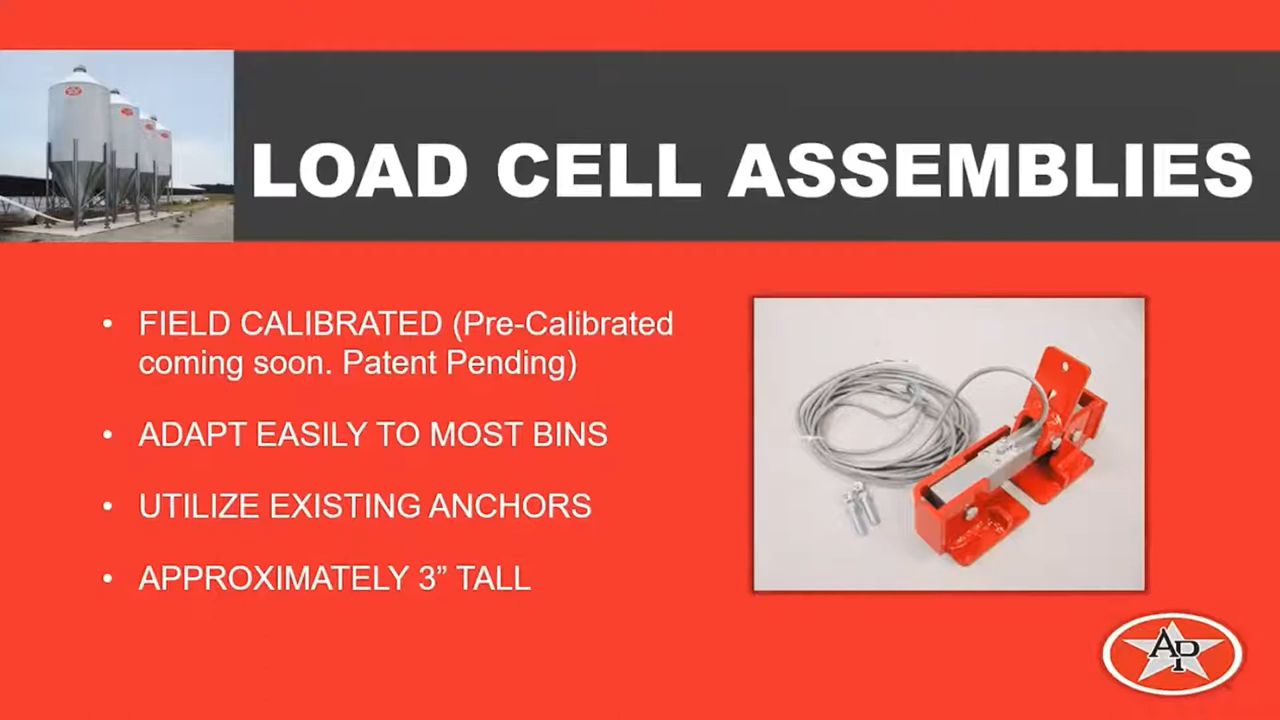 LOAD CELL ASSEMBLIES
• FIELD CALIBRATED (Pre-Calibrated
coming soon. Patent Pending)
• ADAPT EASILY TO MOST BINS
• UTILIZE EXISTING ANCHORS
• APPROXIMATELY 3” TALL
AP